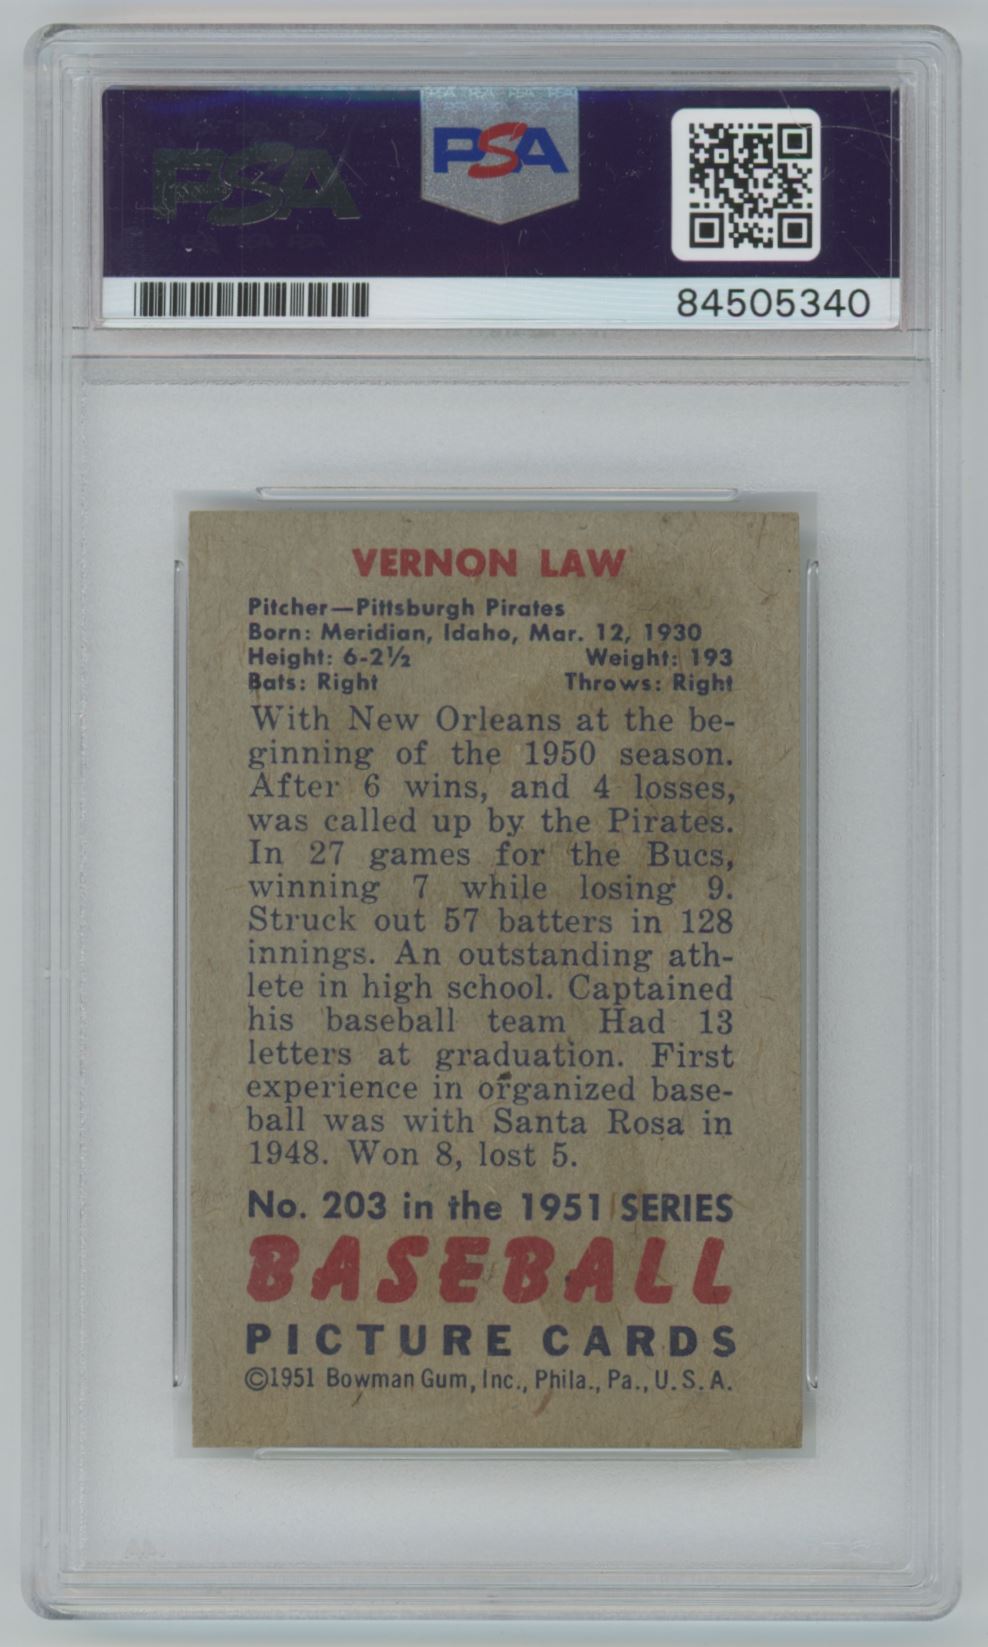 PSA
PSA
84505340
VERNON LAW
Pitcher—Pittsburgh Pirates
Born: Meridian, Idaho, Mar. 12, 1930
Height: 6-2½ Weight: 193
Bats: Right Throws: Right
With New Orleans at the be-
ginning of the 1950 season.
After 6 wins, and 4 losses,
was called up by the Pirates.
In 27 games for the Bucs,
winning 7 while losing 9.
Struck out 57 batters in 128
innings. An outstanding ath-
lete in high school. Captained
his baseball team Had 13
letters at graduation. First
experience in organized base-
ball was with Santa Rosa in
1948. Won 8, lost 5.
No. 203 in the 1951 SERIES
BASEBALL
PICTURE CARDS
©1951 Bowman Gum, Inc., Phila., Pa., U.S.A.